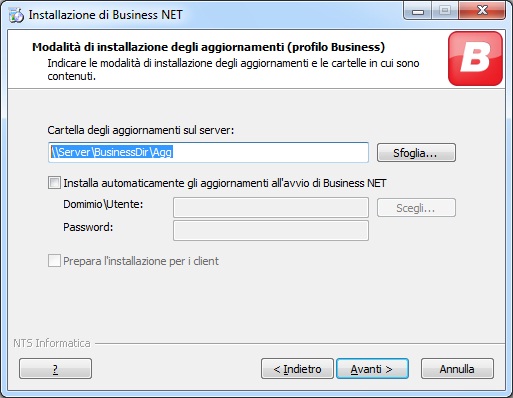 Installazione di Business NET
Modalità di installazione degli aggiornamenti (profilo Business)
Indicare le modalità di installazione degli aggiornamenti e le cartelle in cui sono
contenuti.
B
Cartella degli aggiornamenti sul server:
\\Server\BusinessDir\Agg
Sfoglia...
Installa automaticamente gli aggiornamenti all'avvio di Business NET
Domimio\Utente:
Scegli...
Password:
Prepara l'installazione per i client
NTS Informatica
?
< Indietro
Avanti >
Annulla